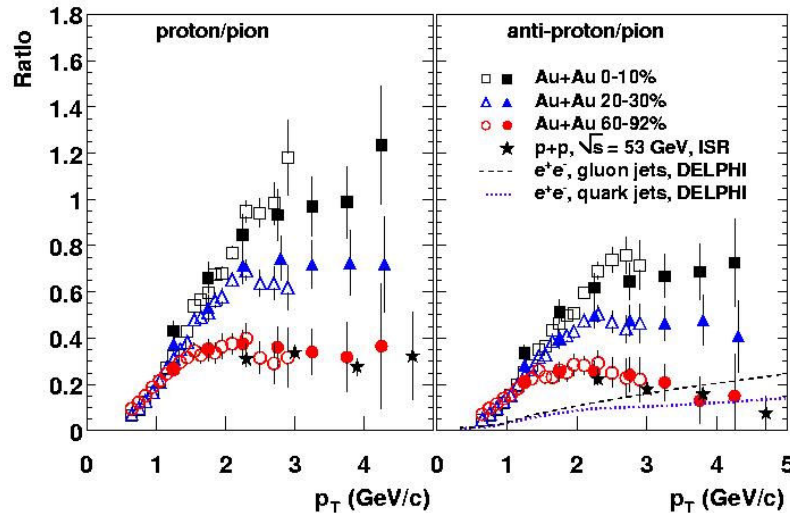 proton/pion
anti-proton/pion
Ratio
1.8
1.6
1.4
1.2
1
0.8
0.6
0.4
0.2
0
Au+Au 0-10%
Au+Au 20-30%
Au+Au 60-92%
p+p, √s = 53 GeV, ISR
e⁺e⁻, gluon jets, DELPHI
e⁺e⁻, quark jets, DELPHI
0 1 2 3 4 1 2 3 4 5
p_T (GeV/c) p_T (GeV/c)